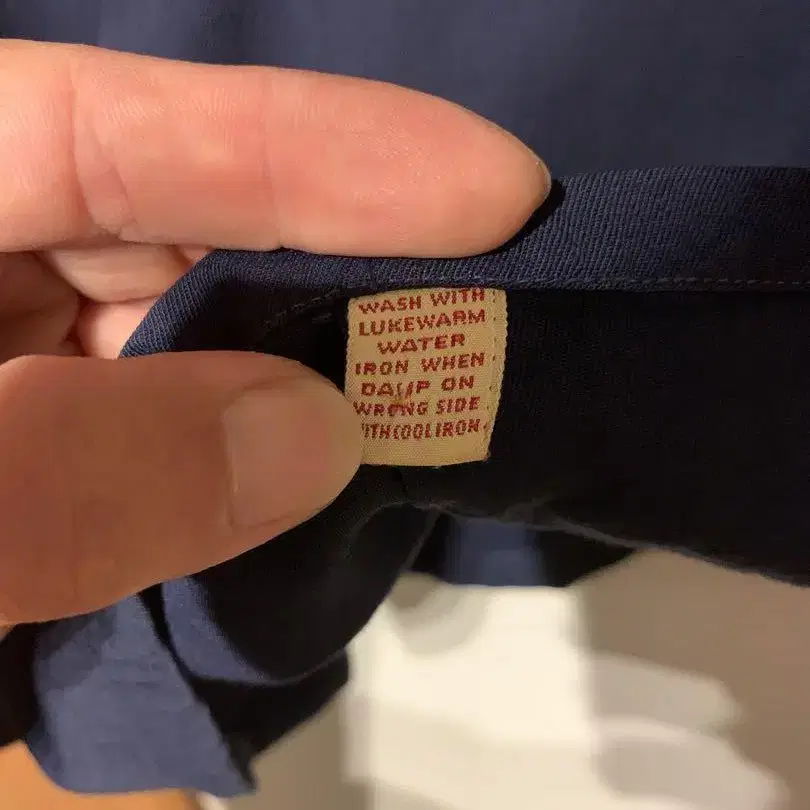 WASH WITH
LUKEWARM
WATER
IRON WHEN
DAMP ON
WRONG SIDE
WITH COOL IRON